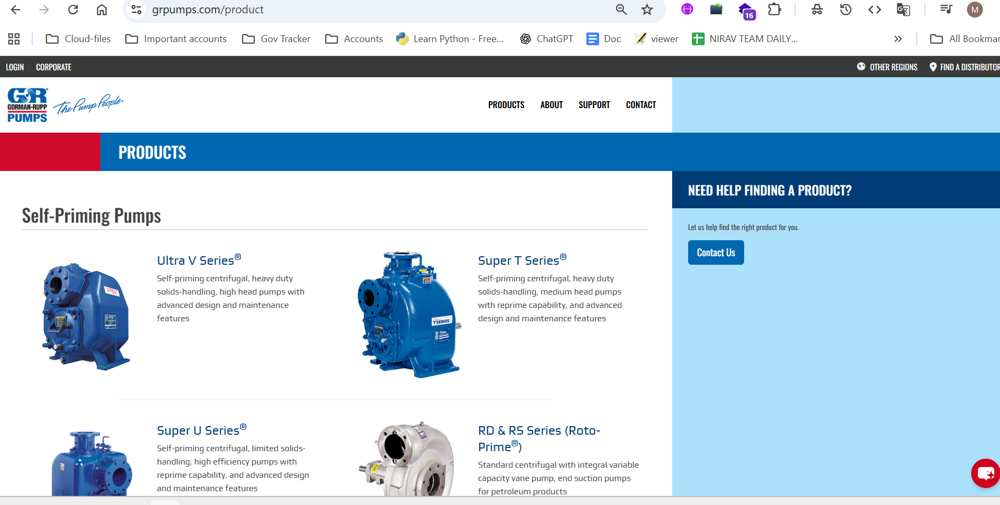 grpumps.com/product
16
M
Cloud-files
Important accounts
Gov Tracker
Accounts
Learn Python - Free...
ChatGPT
Doc
viewer
NIRAV TEAM DAILY...
All Bookmar
LOGIN
CORPORATE
OTHER REGIONS
FIND A DISTRIBUTOR
GR®
GORMAN-RUPP
PUMPS
The Pump People®
PRODUCTS
ABOUT
SUPPORT
CONTACT
PRODUCTS
NEED HELP FINDING A PRODUCT?
Let us help find the right product for you.
Contact Us
Self-Priming Pumps
Ultra V Series®
Self-priming centrifugal, heavy duty
solids-handling, high head pumps with
advanced design and maintenance
features
Super T Series®
Self-priming centrifugal, heavy duty
solids-handling, medium head pumps
with reprime capability, and advanced
design and maintenance features
T SERIES
Super U Series®
Self-priming centrifugal, limited solids-
handling, high efficiency pumps with
reprime capability, and advanced design
and maintenance features
RD & RS Series (Roto-
Prime®)
Standard centrifugal with integral variable
capacity vane pump, end suction pumps
for petroleum products